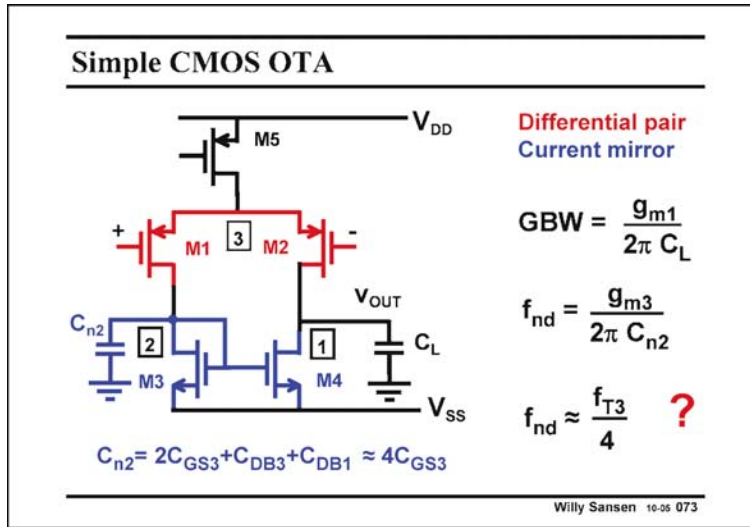 Simple CMOS OTA
V_DD
M5
Differential pair
Current mirror
+
M1
3
M2
-
GBW = g_m1 / 2π C_L
v_OUT
C_n2
2
1
C_L
f_nd = g_m3 / 2π C_n2
M3
M4
V_SS
f_nd ≈ f_T3 / 4 ?
C_n2= 2C_GS3+C_DB3+C_DB1 ≈ 4C_GS3
Willy Sansen 10-05 073